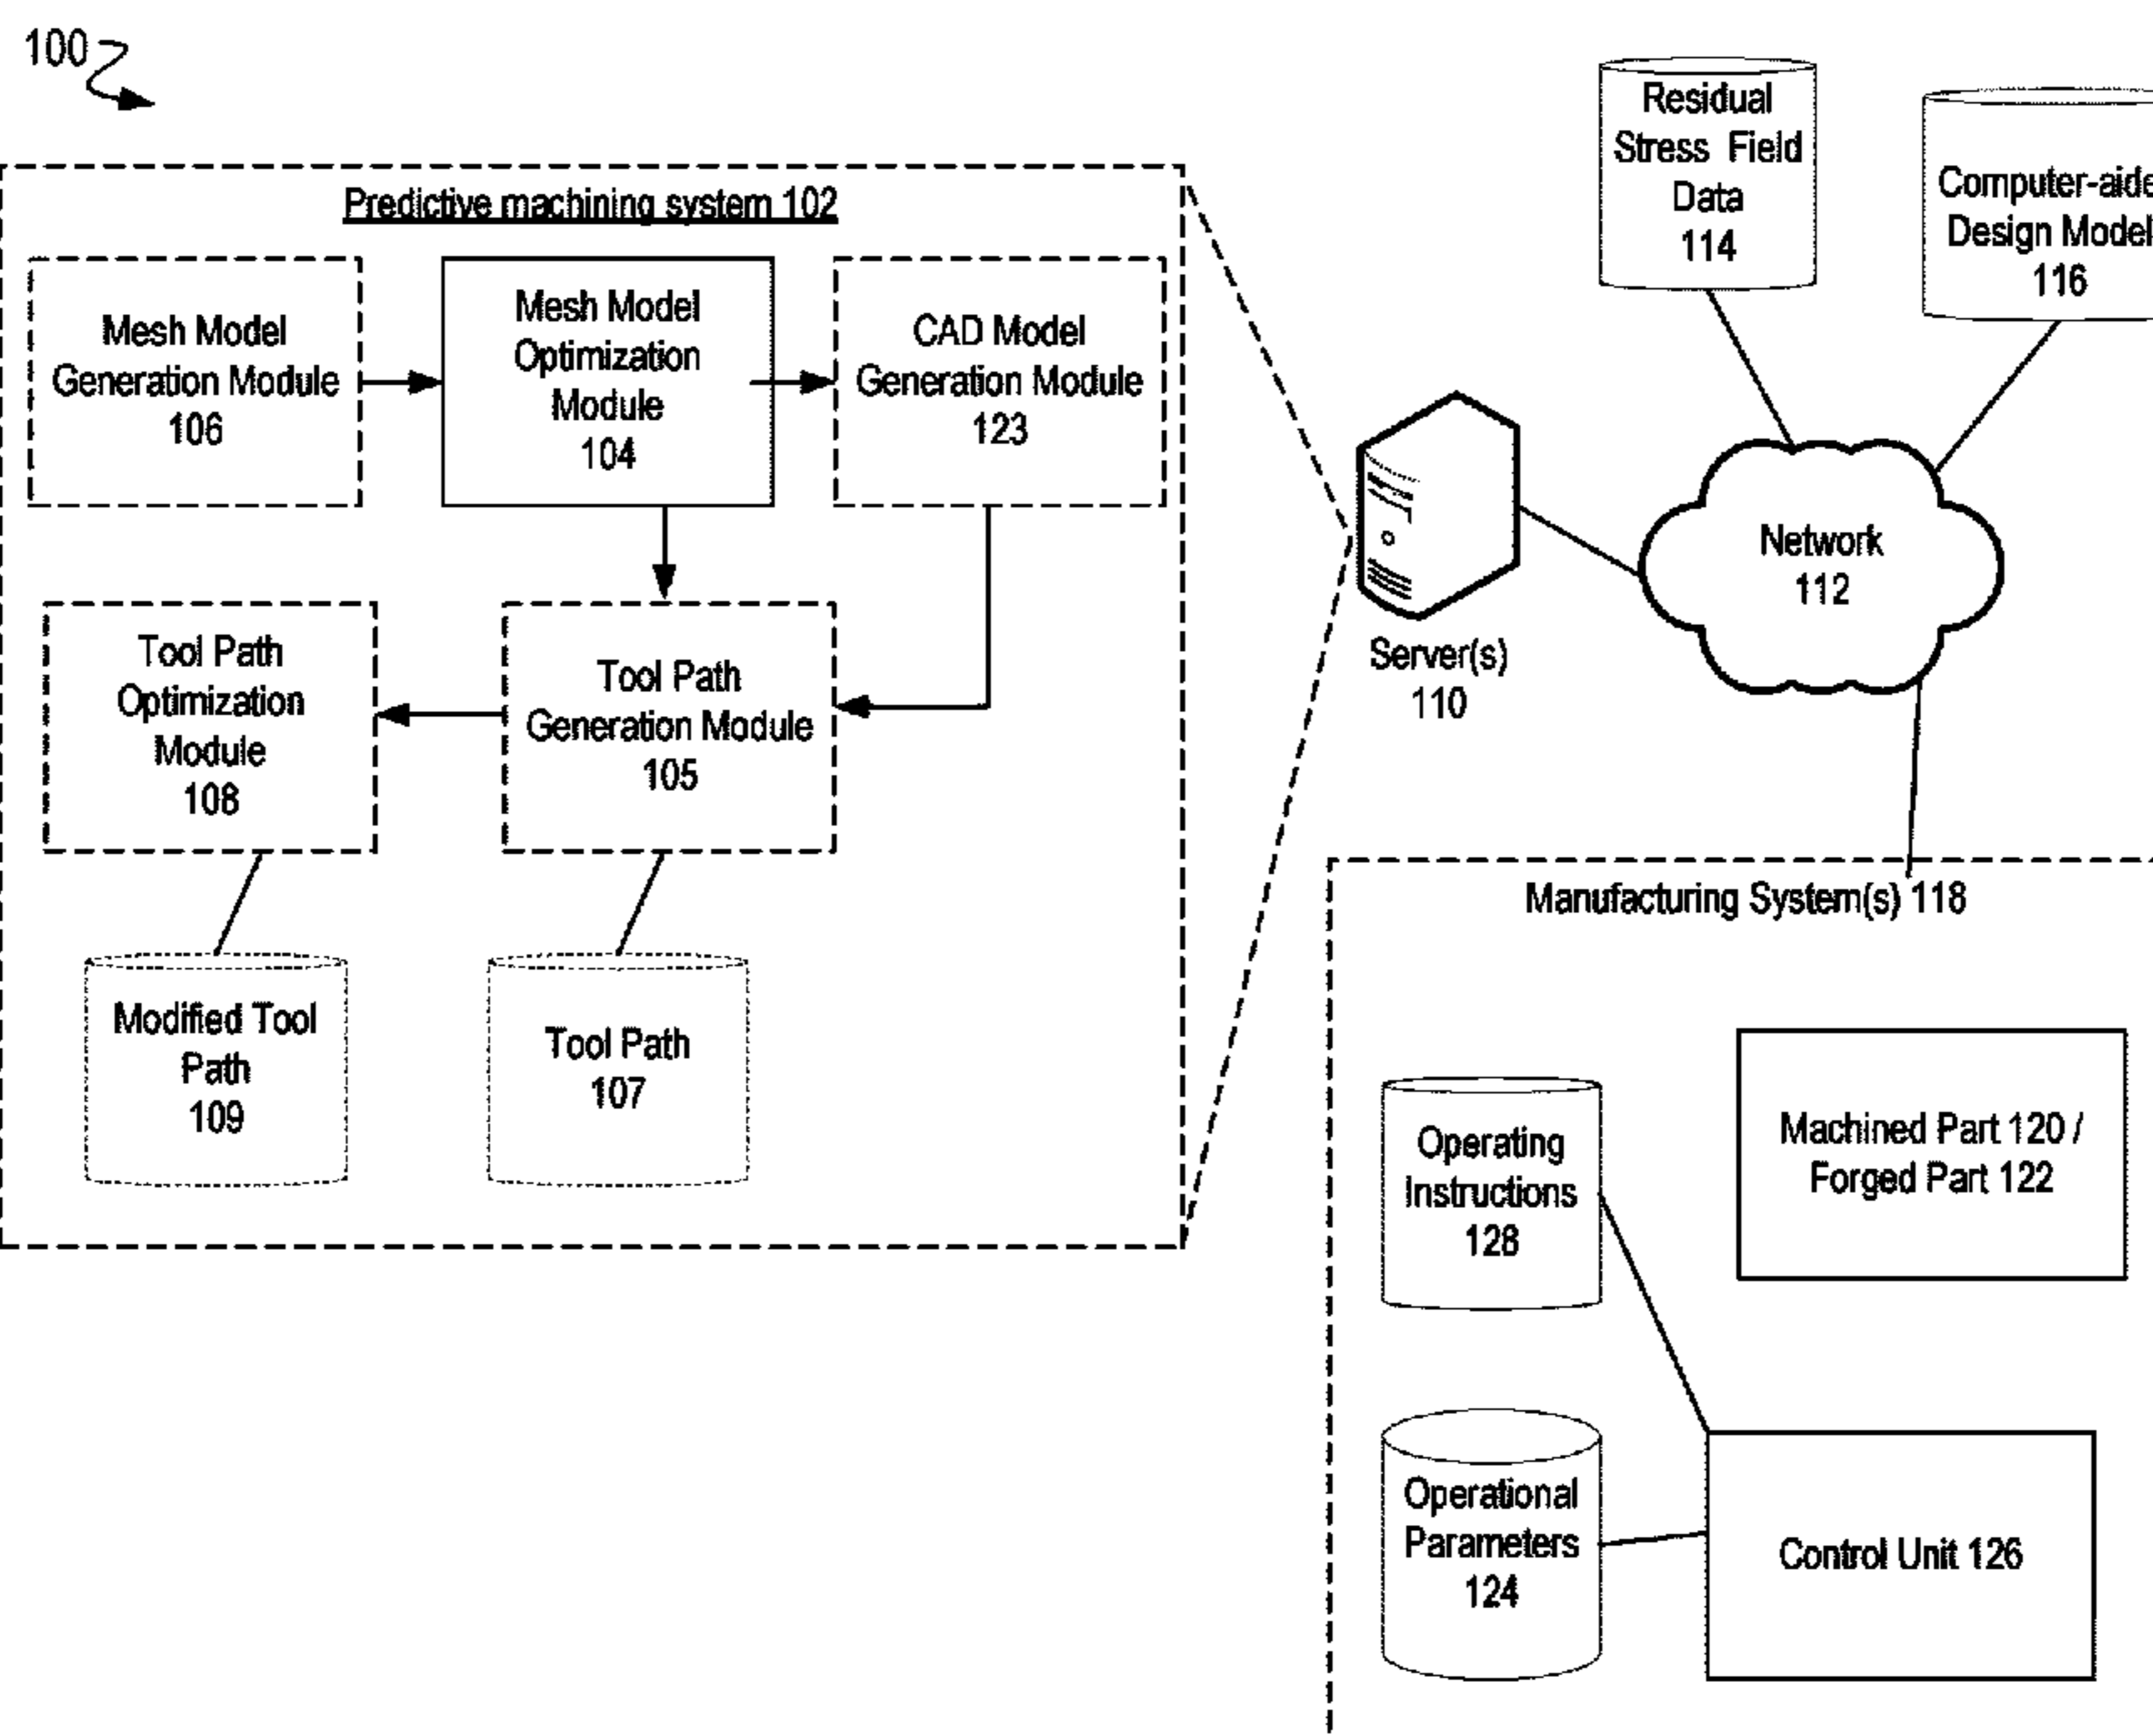 100
Predictive machining system 102
Mesh Model
Generation Module
106
Mesh Model
Optimization
Module
104
CAD Model
Generation Module
123
Tool Path
Optimization
Module
108
Tool Path
Generation Module
105
Modified Tool
Path
109
Tool Path
107
Server(s)
110
Residual
Stress Field
Data
114
Computer-aide
Design Model
116
Network
112
Manufacturing System(s) 118
Operating
Instructions
128
Machined Part 120 /
Forged Part 122
Operational
Parameters
124
Control Unit 126